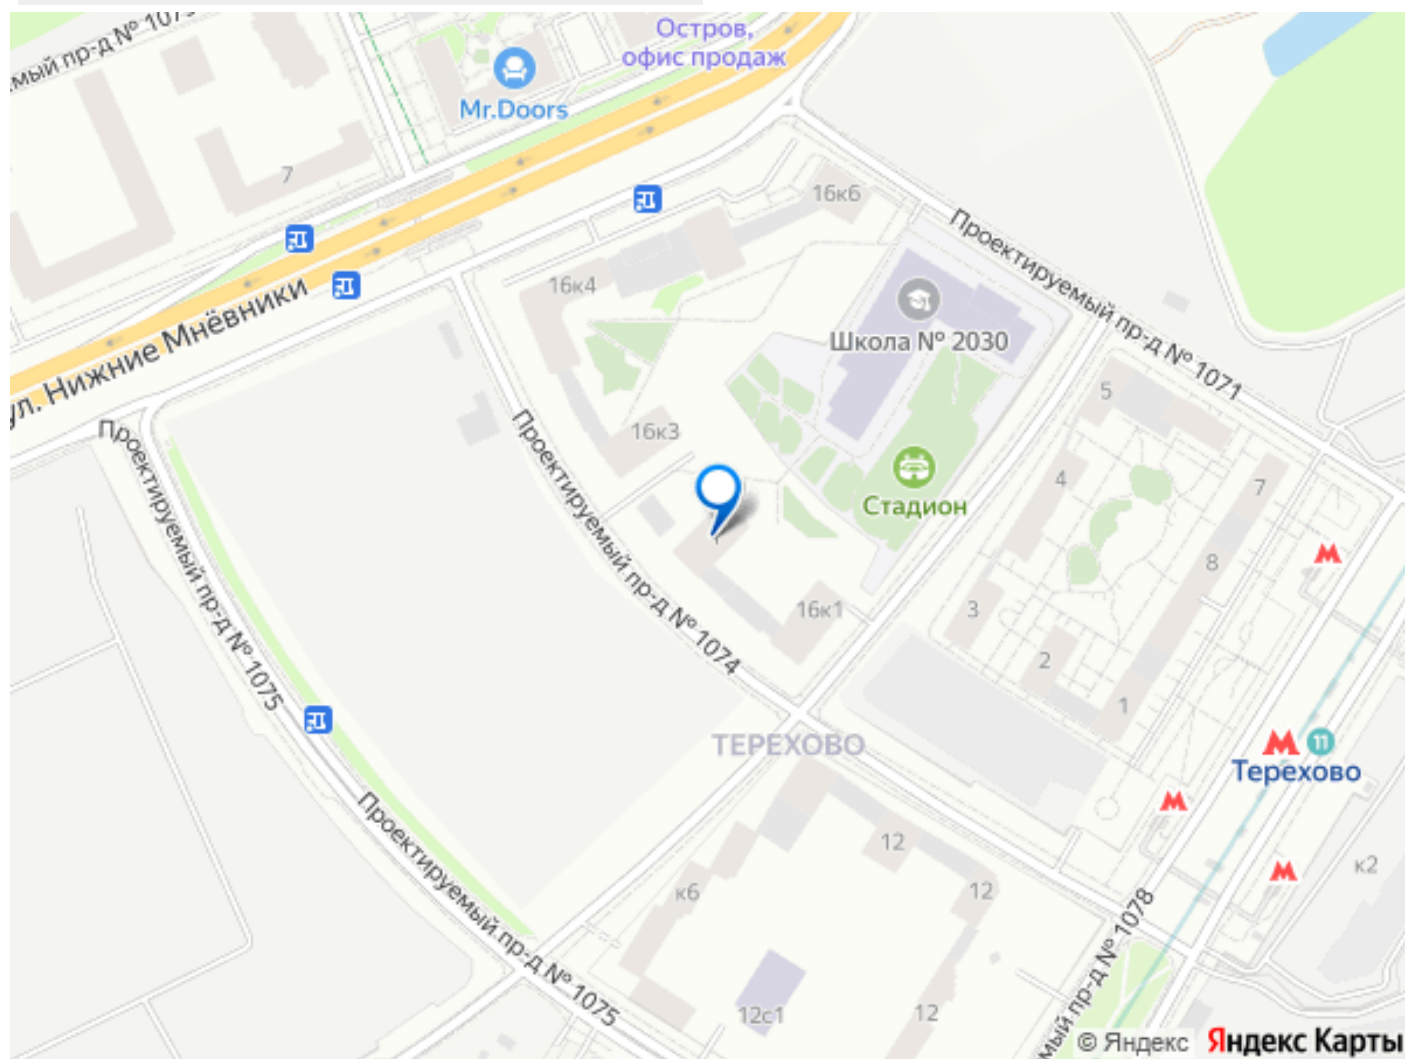 мый пр-д № 1075
Остров,
офис продаж
Mr.Doors
7
16к6
Проектируемый пр-д № 1071
16к4
ул. Нижние Мнёвники
Школа № 2030
5
16к3
Проектируемый пр-д № 1075
Проектируемый пр-д № 1074
4
7
Стадион
8
16к1
3
2
1
ТЕРЕХОВО
11
Терехово
Проектируемый пр-д № 1075
12
к6
12
к2
мый пр-д № 1078
12с1
12
© Яндекс Яндекс Карты